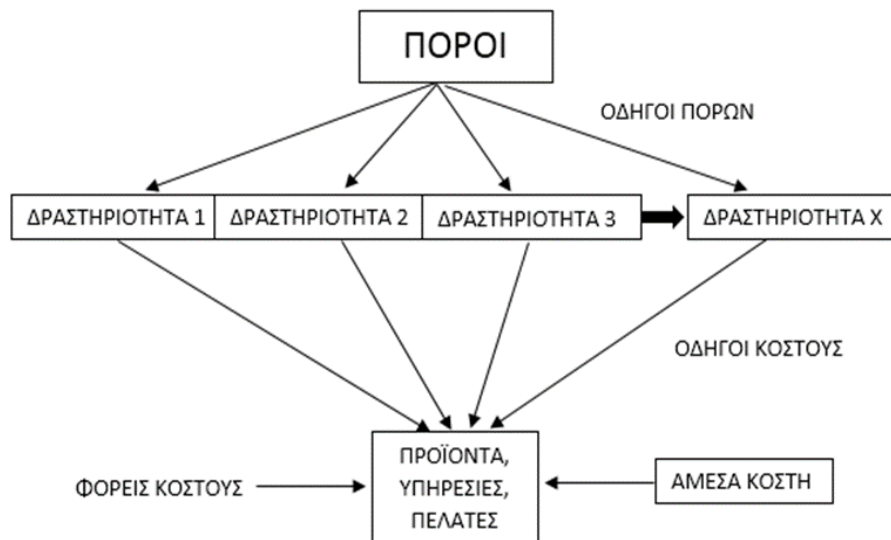 ΠΟΡΟΙ
ΟΔΗΓΟΙ ΠΟΡΩΝ
ΔΡΑΣΤΗΡΙΟΤΗΤΑ 1
ΔΡΑΣΤΗΡΙΟΤΗΤΑ 2
ΔΡΑΣΤΗΡΙΟΤΗΤΑ 3
ΔΡΑΣΤΗΡΙΟΤΗΤΑ Χ
ΟΔΗΓΟΙ ΚΟΣΤΟΥΣ
ΦΟΡΕΙΣ ΚΟΣΤΟΥΣ
ΠΡΟΪΟΝΤΑ,
ΥΠΗΡΕΣΙΕΣ,
ΠΕΛΑΤΕΣ
ΑΜΕΣΑ ΚΟΣΤΗ